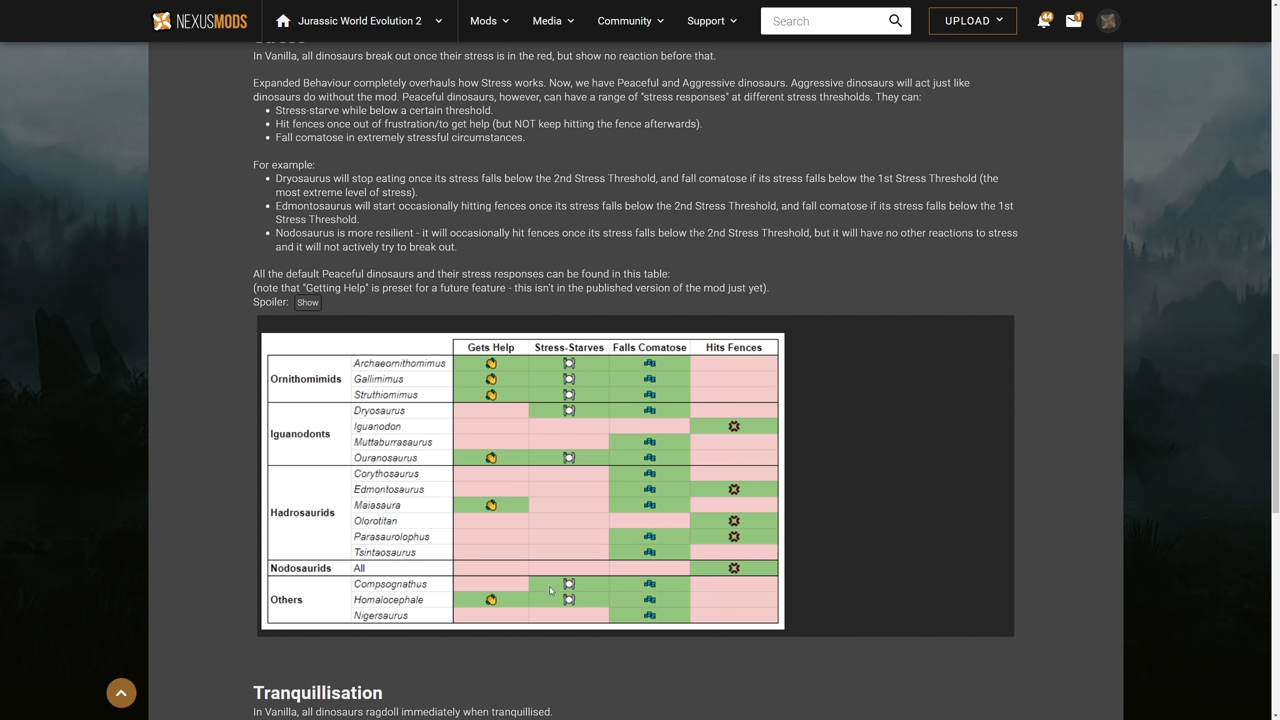 NEXUSMODS
Jurassic World Evolution 2
Mods
Media
Community
Support
Search
UPLOAD
44
1
In Vanilla, all dinosaurs break out once their stress is in the red, but show no reaction before that.
Expanded Behaviour completely overhauls how Stress works. Now, we have Peaceful and Aggressive dinosaurs. Aggressive dinosaurs will act just like
dinosaurs do without the mod. Peaceful dinosaurs, however, can have a range of "stress responses" at different stress thresholds. They can:
Stress-starve while below a certain threshold.
Hit fences once out of frustration/to get help (but NOT keep hitting the fence afterwards).
Fall comatose in extremely stressful circumstances.
For example:
Dryosaurus will stop eating once its stress falls below the 2nd Stress Threshold, and fall comatose if its stress falls below the 1st Stress Threshold (the
most extreme level of stress).
Edmontosaurus will start occasionally hitting fences once its stress falls below the 2nd Stress Threshold, and fall comatose if its stress falls below the 1st
Stress Threshold.
Nodosaurus is more resilient - it will occasionally hit fences once its stress falls below the 2nd Stress Threshold, but it will have no other reactions to stress
and it will not actively try to break out.
All the default Peaceful dinosaurs and their stress responses can be found in this table:
(note that "Getting Help" is preset for a future feature - this isn't in the published version of the mod just yet).
Spoiler: Show
Gets Help Stress-Starves Falls Comatose Hits Fences
Ornithomimids
Archaeornithomimus
Gallimimus
Struthiomimus
Iguanodonts
Dryosaurus
Iguanodon
Muttaburrasaurus
Ouranosaurus
Hadrosaurids
Corythosaurus
Edmontosaurus
Maiasaura
Olorotitan
Parasaurolophus
Tsintaosaurus
Nodosaurids All
Others
Compsognathus
Homalocephale
Nigersaurus
Tranquillisation
In Vanilla, all dinosaurs ragdoll immediately when tranquillised.